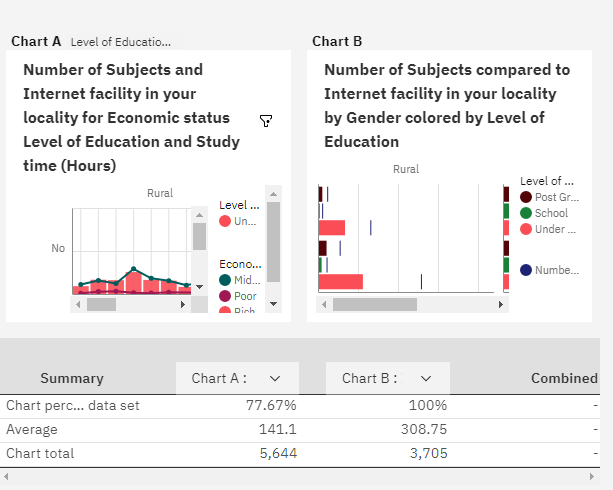 Chart A Level of Educatio...
Number of Subjects and
Internet facility in your
locality for Economic status
Level of Education and Study
time (Hours)
Rural
No
Level ...
Un...
Econo...
Mid...
Poor
Rich
Chart B
Number of Subjects compared to
Internet facility in your locality
by Gender colored by Level of
Education
Rural
Level of ...
Post Gr...
School
Under ...
Numbe...
Summary Chart A : Chart B : Combined
Chart perc... data set 77.67% 100% -
Average 141.1 308.75 -
Chart total 5,644 3,705 -